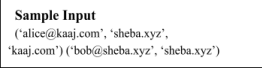 Sample Input
(‘alice@kaaj.com’, ‘sheba.xyz’,
‘kaaj.com’) (‘bob@sheba.xyz’, ‘sheba.xyz’)